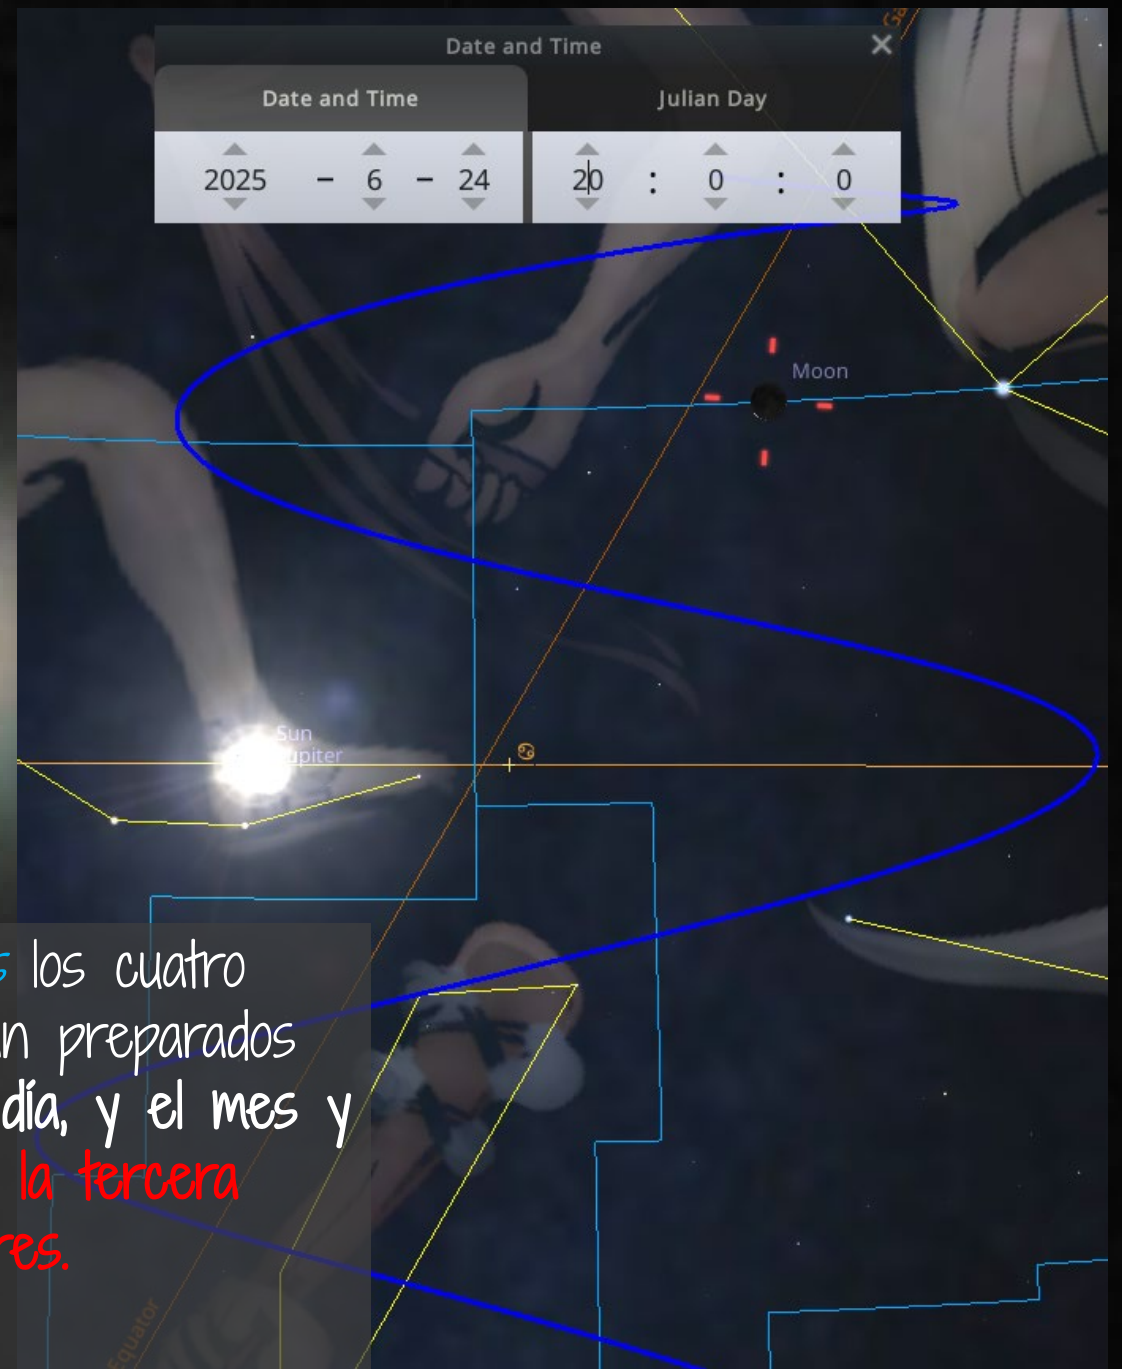 Date and Time
Date and Time
Julian Day
2025 – 6 – 24 20 : 0 : 0
Moon
Sun
♋
los cuatro
preparados
día, y el mes y
la tercera
Equator